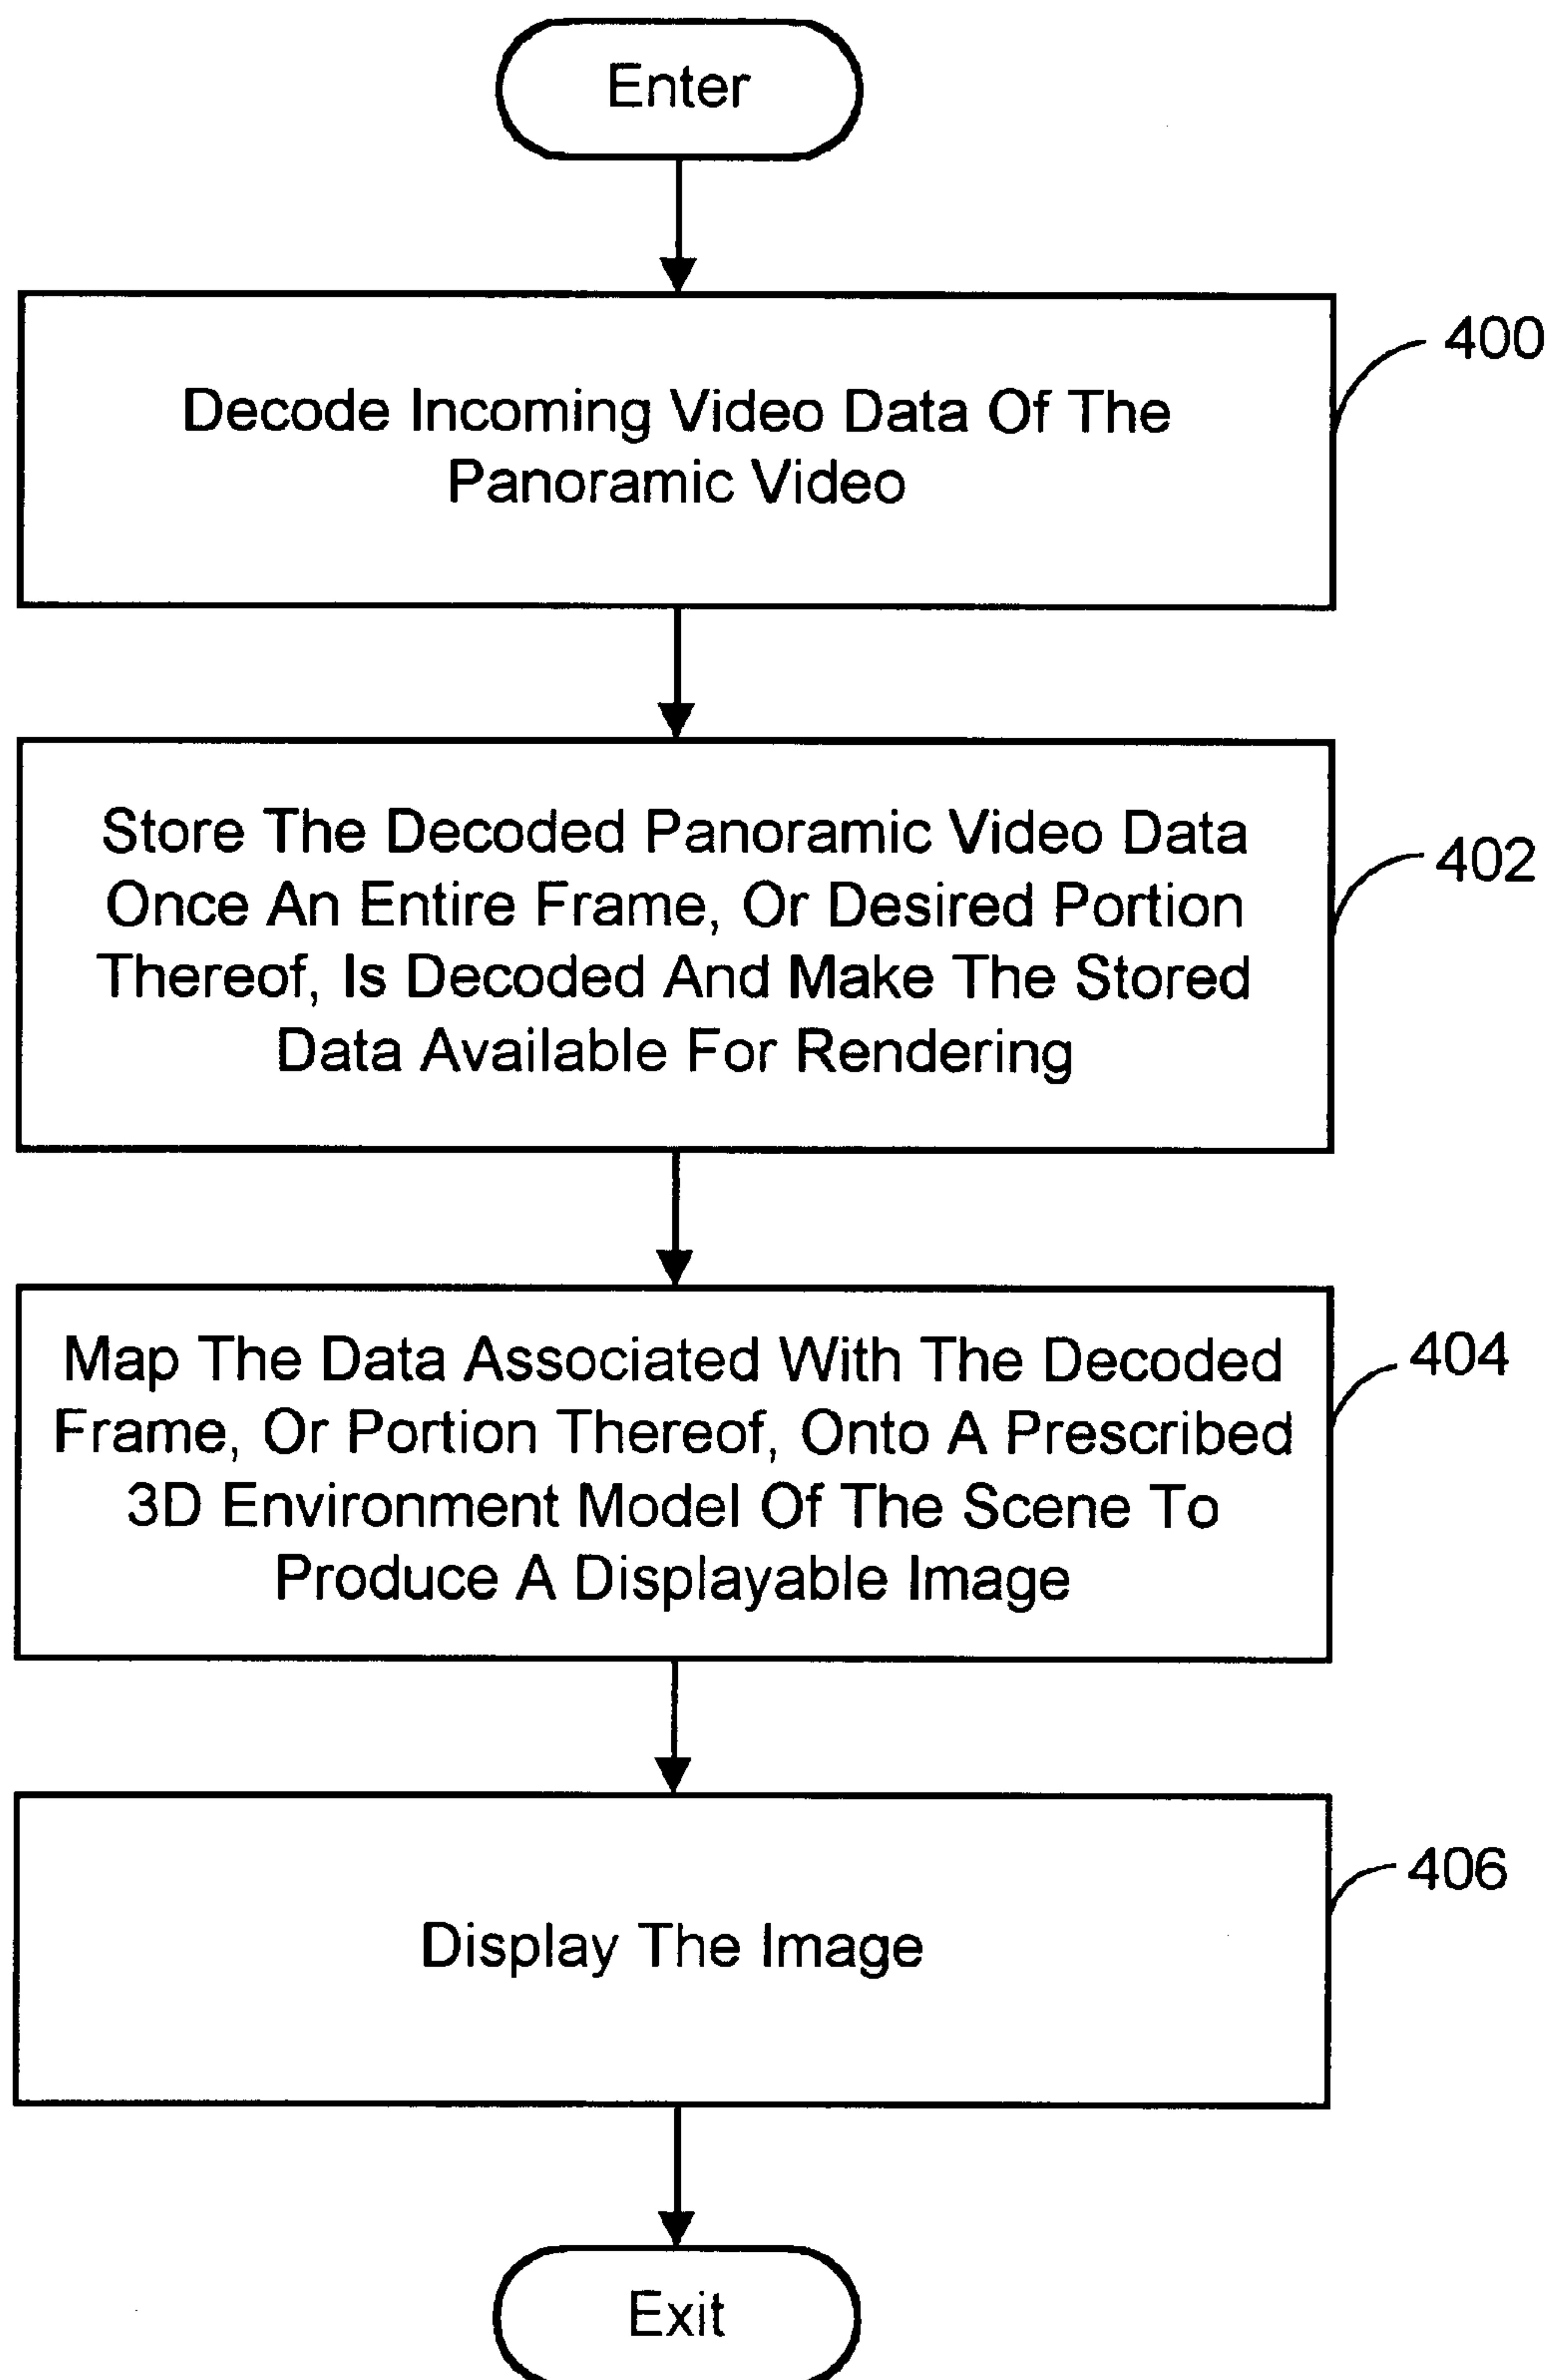 Enter
400
Decode Incoming Video Data Of The
Panoramic Video
402
Store The Decoded Panoramic Video Data
Once An Entire Frame, Or Desired Portion
Thereof, Is Decoded And Make The Stored
Data Available For Rendering
404
Map The Data Associated With The Decoded
Frame, Or Portion Thereof, Onto A Prescribed
3D Environment Model Of The Scene To
Produce A Displayable Image
406
Display The Image
Exit